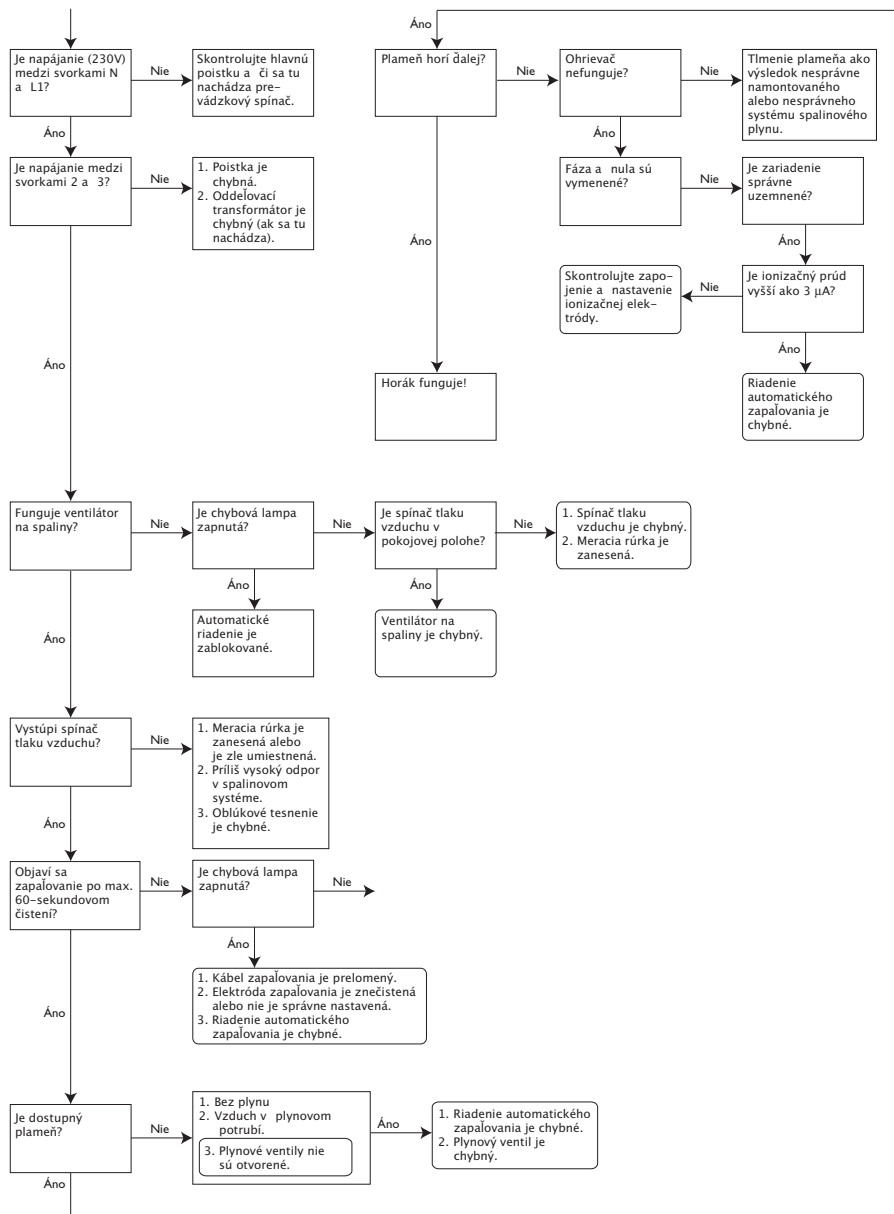 Áno
Je napájanie (230V)
medzi svorkami N
a L1?
Nie
Skontrolujte hlavnú
poistku a či sa tu
nachádza pre-
vádzkový spínač.
Plameň horí ďalej?
Nie
Ohrievač
nefunguje?
Nie
Tlmenie plameňa ako
výsledok nesprávne
namontovaného
alebo nesprávneho
systému spalinového
plynu.
Áno
Áno
Je napájanie medzi
svorkami 2 a 3?
Nie
1. Poistka je
chybná.
2. Oddeľovací
transformátor je
chybný (ak sa tu
nachádza).
Fáza a nula sú
vymenené?
Nie
Je zariadenie
správne
uzemnené?
Áno
Áno
Skontrolujte zapo-
jenie a nastavenie
ionizačnej elek-
tródy.
Nie
Je ionizačný prúd
vyšší ako 3 µA?
Áno
Áno
Horák funguje!
Riadenie
automatického
zapaľovania je
chybné.
Funguje ventilátor
na spaliny?
Nie
Je chybová lampa
zapnutá?
Nie
Je spínač tlaku
vzduchu v
pokojovej polohe?
Nie
1. Spínač tlaku
vzduchu je chybný.
2. Meracia rúrka je
zanesená.
Áno
Áno
Áno
Automatické
riadenie je
zablokované.
Ventilátor na
spaliny je chybný.
Vystúpi spínač
tlaku vzduchu?
Nie
1. Meracia rúrka je
zanesená alebo
je zle umiestnená.
2. Príliš vysoký odpor
v spalinovom
systéme.
3. Oblúkové tesnenie
je chybné.
Áno
Objaví sa
zapaľovanie po max.
60-sekundovom
čistení?
Nie
Je chybová lampa
zapnutá?
Nie
Áno
Áno
1. Kábel zapaľovania je prelomený.
2. Elektróda zapaľovania je znečistená
alebo nie je správne nastavená.
3. Riadenie automatického
zapaľovania je chybné.
Je dostupný
plameň?
Nie
1. Bez plynu
2. Vzduch v plynovom
potrubí.
3. Plynové ventily nie
sú otvorené.
Áno
1. Riadenie automatického
zapaľovania je chybné.
2. Plynový ventil je
chybný.
Áno